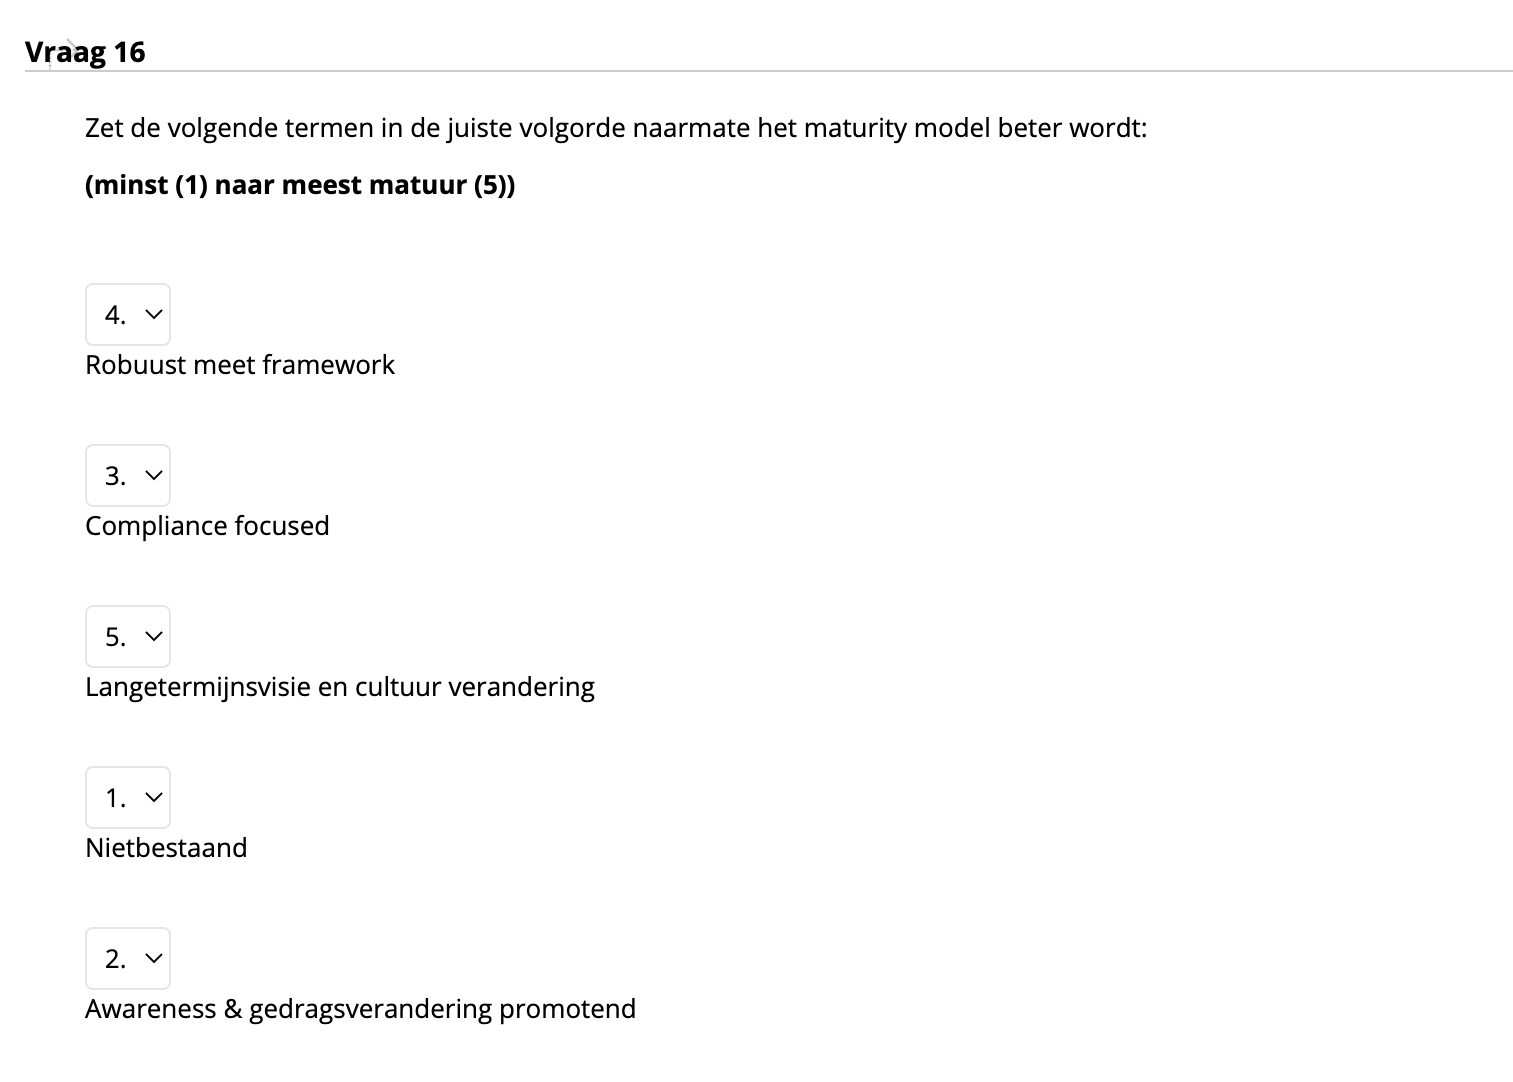 Vraag 16
Zet de volgende termen in de juiste volgorde naarmate het maturity model beter wordt:
(minst (1) naar meest matuur (5))
4.
Robuust meet framework
3.
Compliance focused
5.
Langetermijnsvisie en cultuur verandering
1.
Nietbestaand
2.
Awareness & gedragsverandering promotend